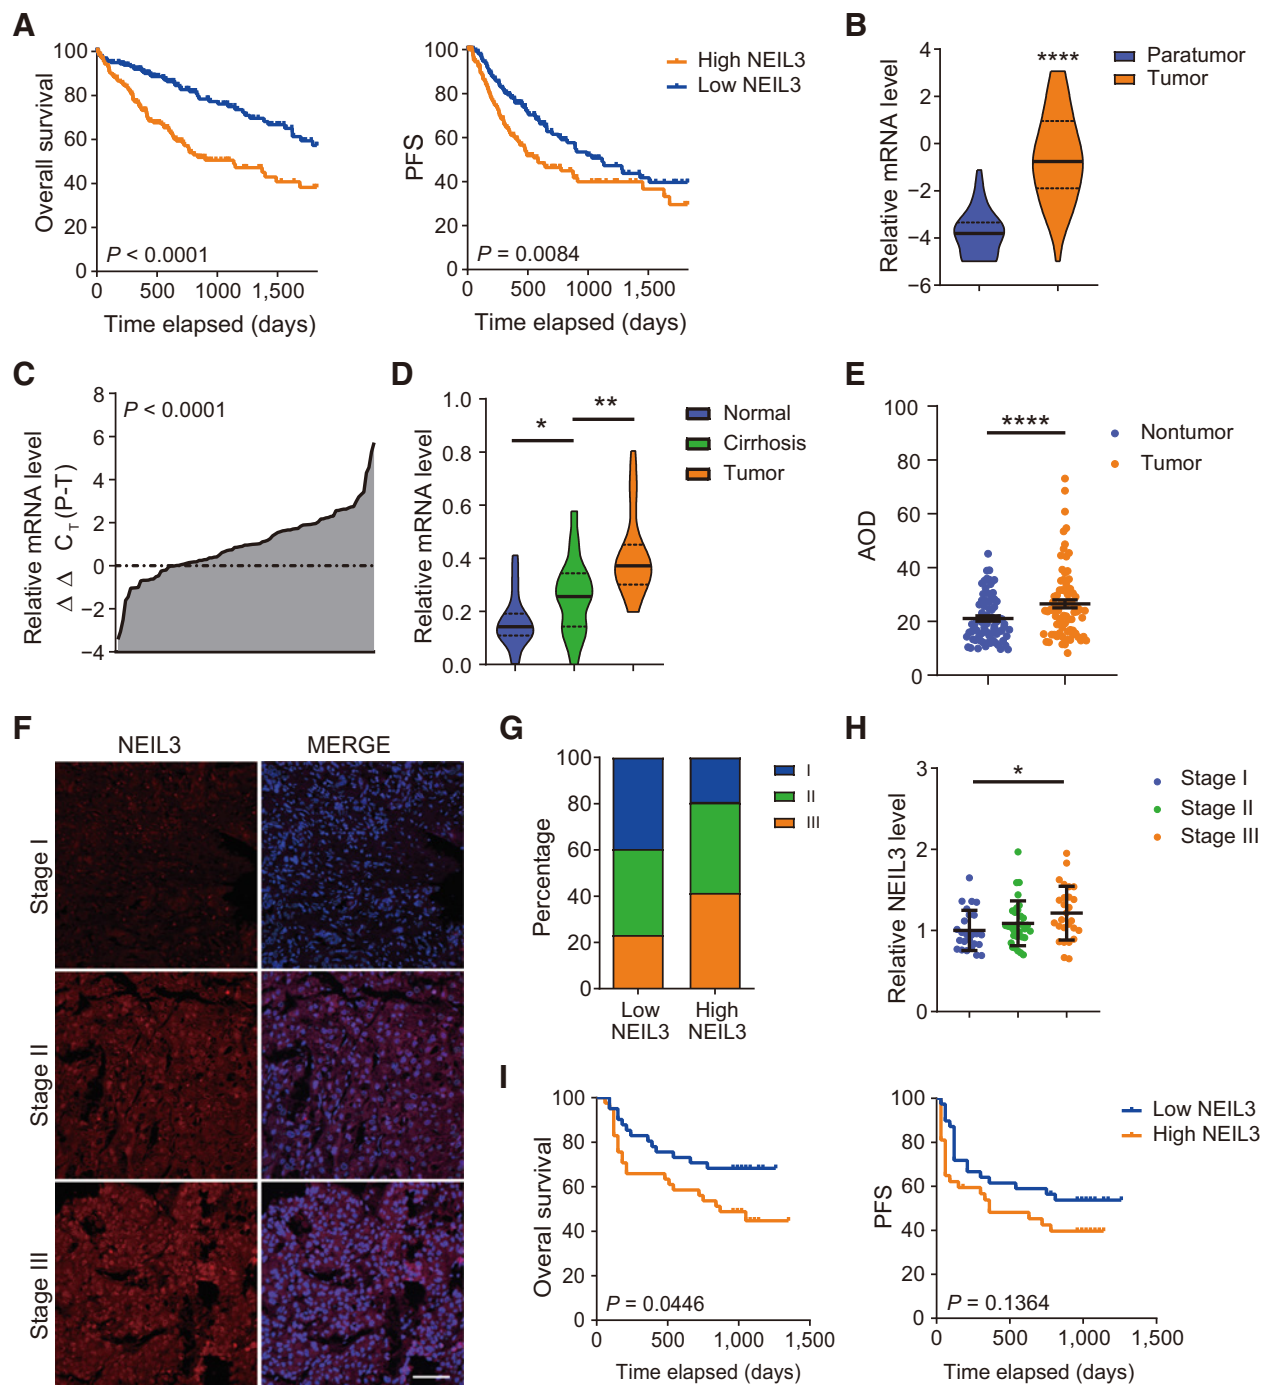 A
100
80
60
40
20
0
Overall survival
P < 0.0001
0 500 1000 1,500
Time elapsed (days)
100
80
60
40
20
0
PFS
P = 0.0084
0 500 1000 1,500
Time elapsed (days)
High NEIL3
Low NEIL3
B
4
2
0
−2
−4
−6
Relative mRNA level
****
Paratumor
Tumor
C
8
6
4
2
0
−2
−4
Relative mRNA level
Δ Δ CT (P-T)
P < 0.0001
D
1.0
0.8
0.6
0.4
0.2
0.0
Relative mRNA level
*
**
Normal
Cirrhosis
Tumor
E
100
80
60
40
20
0
AOD
****
Nontumor
Tumor
F
NEIL3 MERGE
Stage I
Stage II
Stage III
G
100
80
60
40
20
0
Percentage
Low
NEIL3
High
NEIL3
I
II
III
H
3
2
1
0
Relative NEIL3 level
*
Stage I
Stage II
Stage III
I
100
80
60
40
20
0
Overal survival
P = 0.0446
0 500 1,000 1,500
Time elapsed (days)
100
80
60
40
20
0
PFS
P = 0.1364
0 500 1,000 1,500
Time elapsed (days)
Low NEIL3
High NEIL3